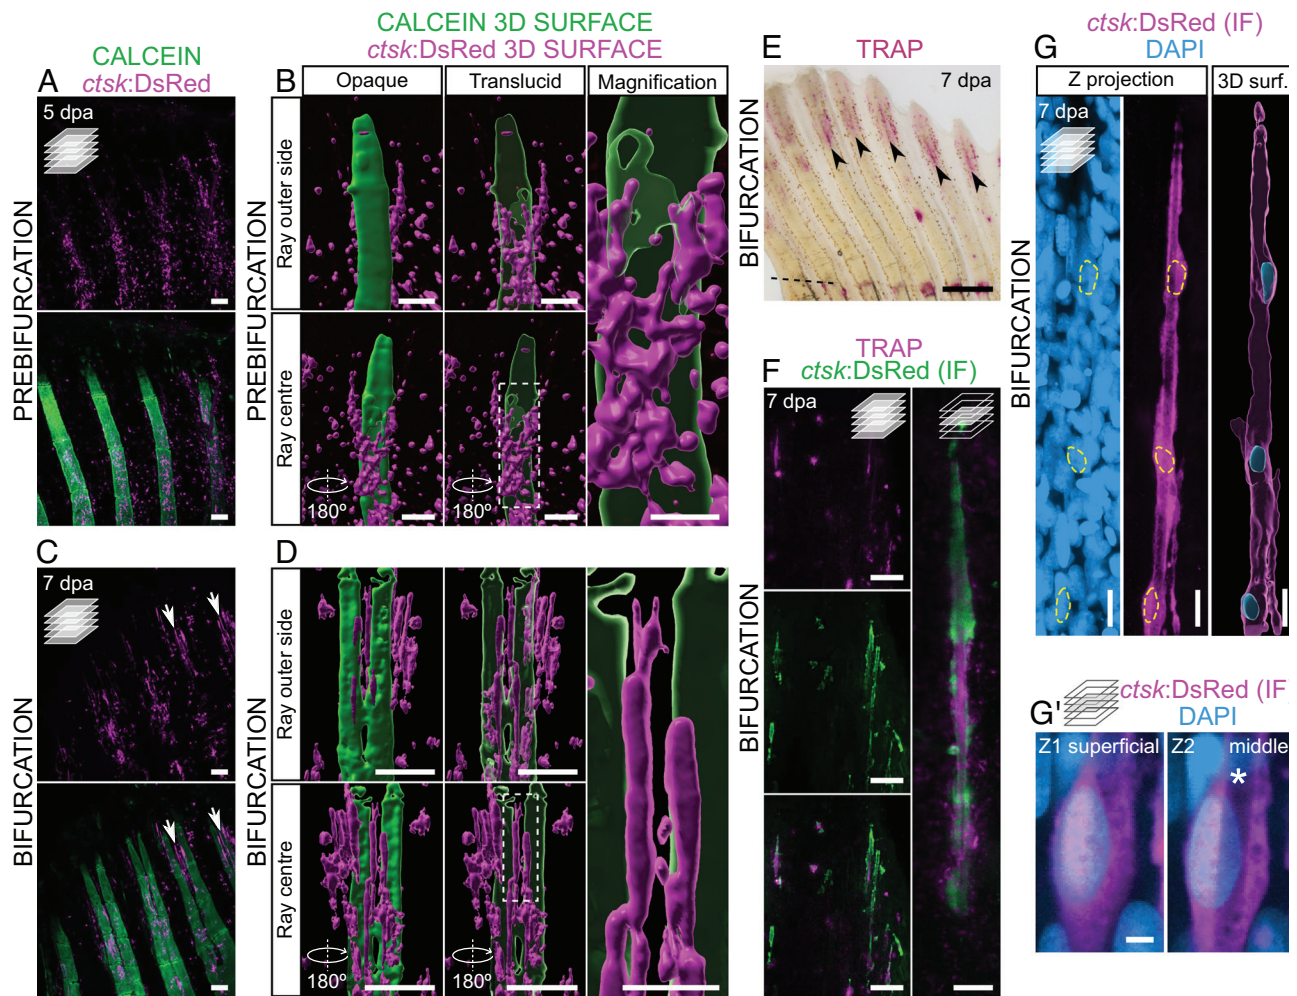 A
CALCEIN
ctsk:DsRed
5 dpa
PREBIFURCATION
B
CALCEIN 3D SURFACE
ctsk:DsRed 3D SURFACE
Opaque
Translucid
Magnification
PREBIFURCATION
Ray outer side
Ray centre
180º
180º
C
7 dpa
BIFURCATION
D
BIFURCATION
Ray outer side
Ray centre
180º
180º
E
TRAP
7 dpa
BIFURCATION
F
TRAP
ctsk:DsRed (IF)
7 dpa
BIFURCATION
G
ctsk:DsRed (IF)
DAPI
Z projection
3D surf.
7 dpa
BIFURCATION
G'
ctsk:DsRed (IF)
DAPI
Z1 superficial
Z2 middle
*